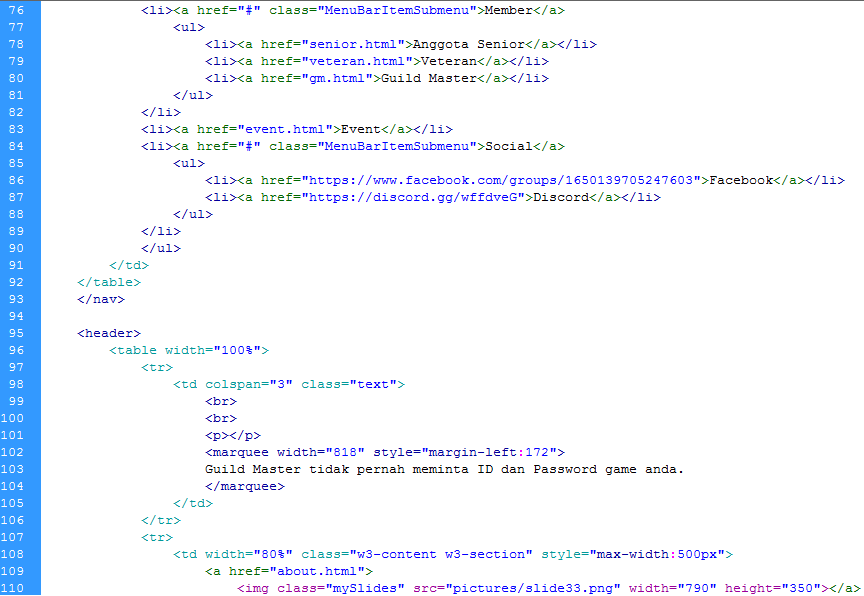 76 <li><a href="#" class="MenuBarItemSubmenu">Member</a>
77 <ul>
78 <li><a href="senior.html">Anggota Senior</a></li>
79 <li><a href="veteran.html">Veteran</a></li>
80 <li><a href="gm.html">Guild Master</a></li>
81 </ul>
82 </li>
83 <li><a href="event.html">Event</a></li>
84 <li><a href="#" class="MenuBarItemSubmenu">Social</a>
85 <ul>
86 <li><a href="https://www.facebook.com/groups/1650139705247603">Facebook</a></li>
87 <li><a href="https://discord.gg/wffdveG">Discord</a></li>
88 </ul>
89 </li>
90 </ul>
91 </td>
92 </table>
93 </nav>
94
95 <header>
96 <table width="100%">
97 <tr>
98 <td colspan="3" class="text">
99 <br>
100 <br>
101 <p></p>
102 <marquee width="818" style="margin-left:172">
103 Guild Master tidak pernah meminta ID dan Password game anda.
104 </marquee>
105 </td>
106 </tr>
107 <tr>
108 <td width="80%" class="w3-content w3-section" style="max-width:500px">
109 <a href="about.html">
110 <img class="mySlides" src="pictures/slide33.png" width="790" height="350"></a>